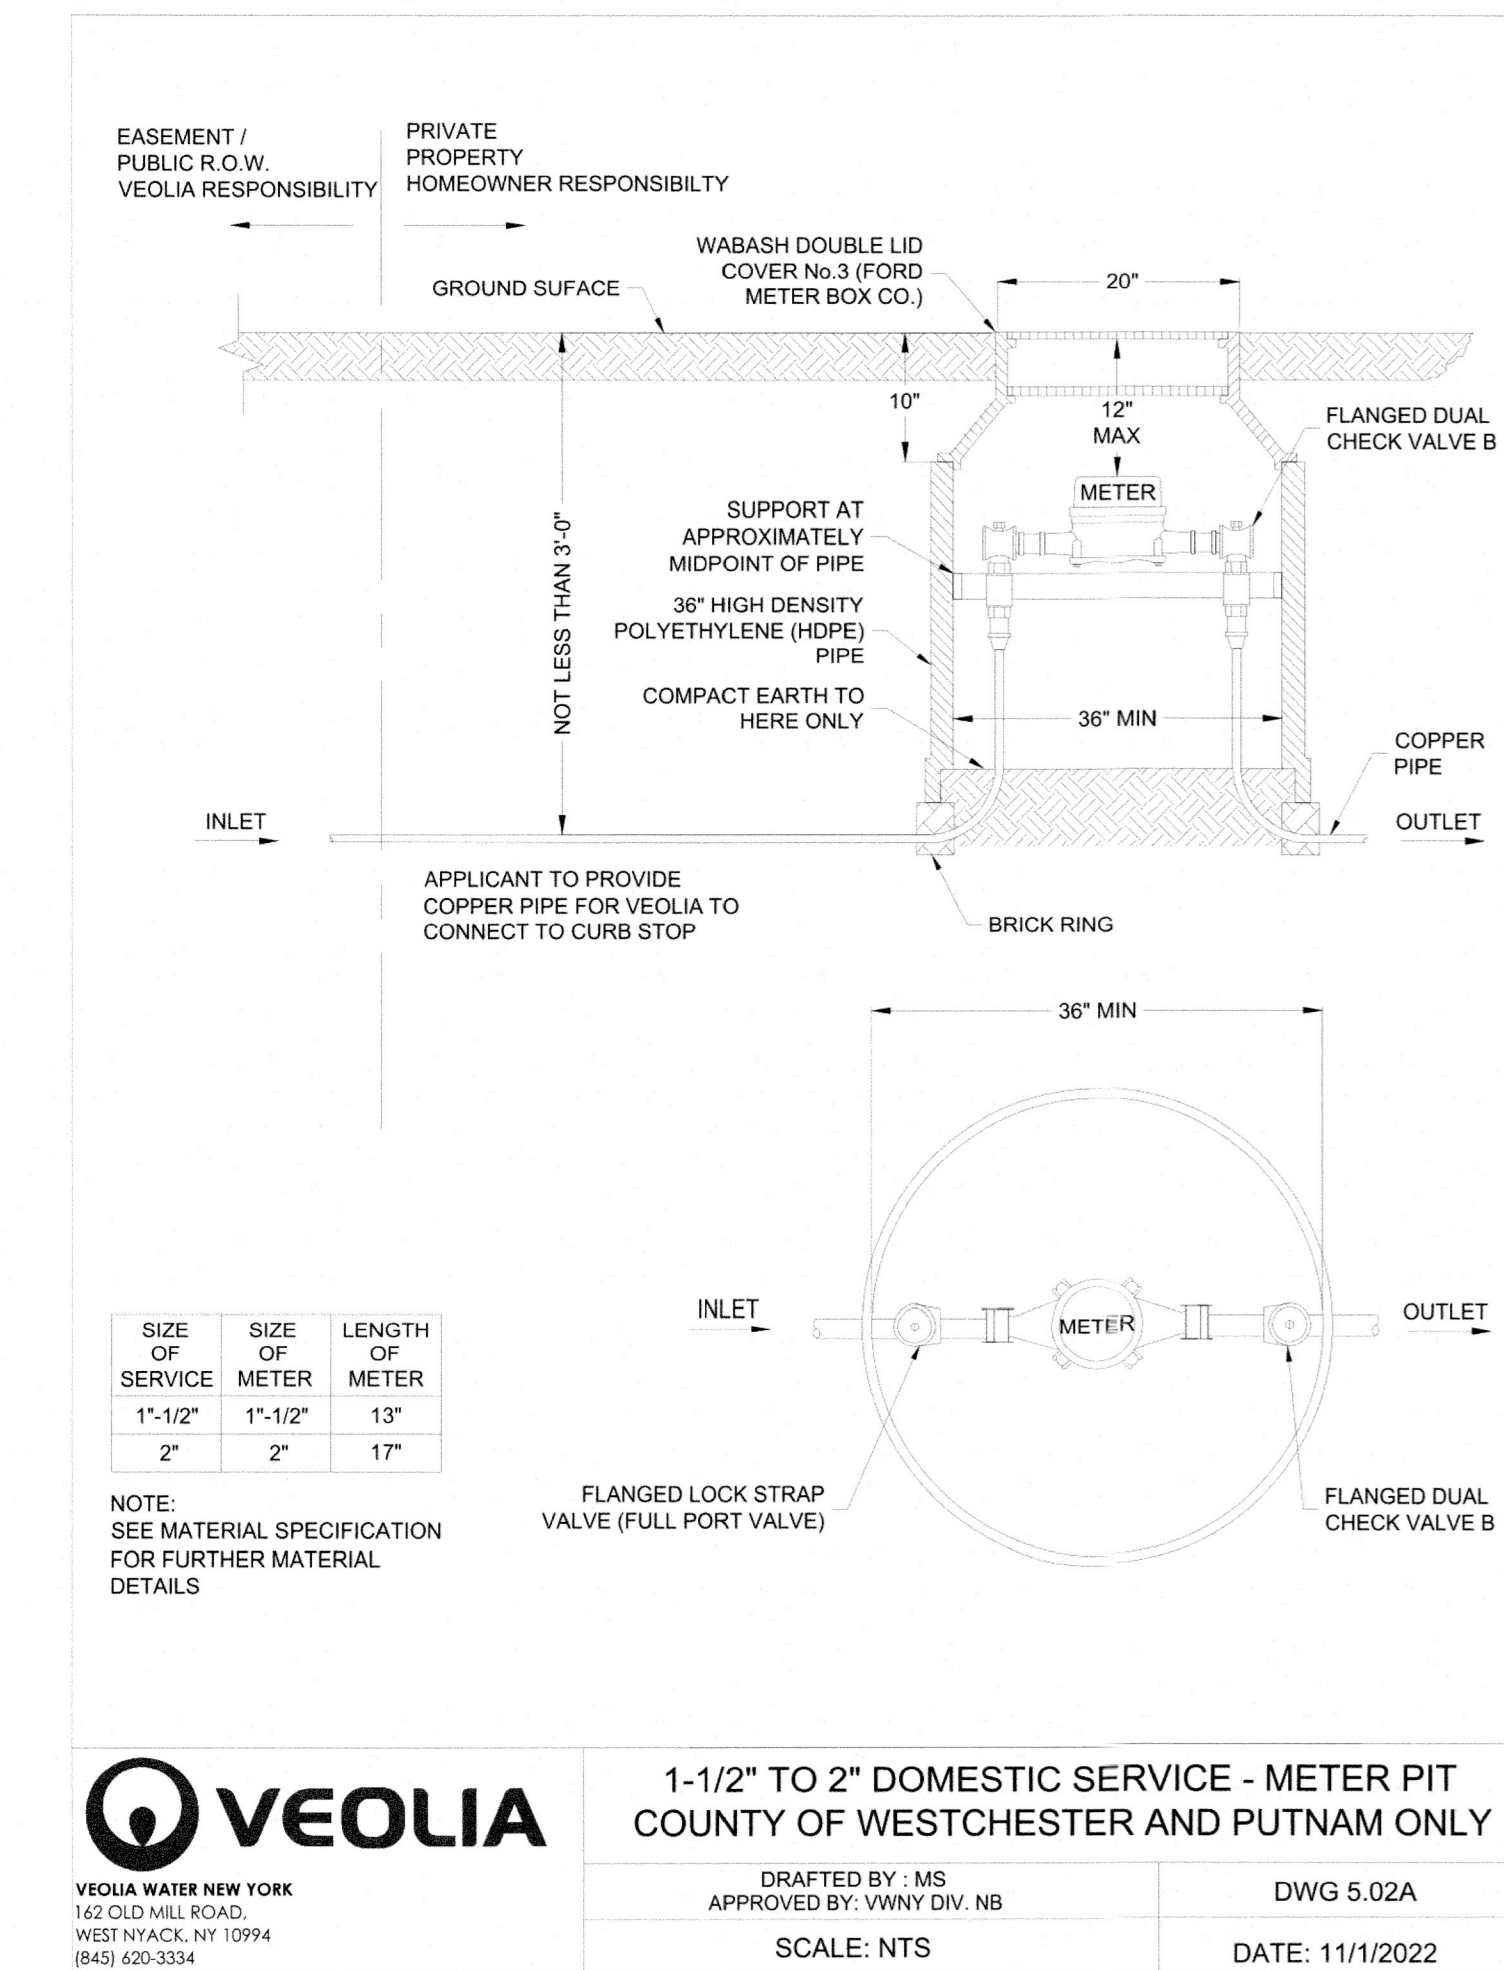 EASEMENT /
PUBLIC R.O.W.
VEOLIA RESPONSIBILITY
PRIVATE
PROPERTY
HOMEOWNER RESPONSIBILTY
WABASH DOUBLE LID
COVER No.3 (FORD
METER BOX CO.)
GROUND SUFACE
20"
10"
12"
MAX
FLANGED DUAL
CHECK VALVE B
METER
SUPPORT AT
APPROXIMATELY
MIDPOINT OF PIPE
NOT LESS THAN 3'-0"
36" HIGH DENSITY
POLYETHYLENE (HDPE)
PIPE
COMPACT EARTH TO
HERE ONLY
36" MIN
COPPER
PIPE
INLET
OUTLET
APPLICANT TO PROVIDE
COPPER PIPE FOR VEOLIA TO
CONNECT TO CURB STOP
BRICK RING
36" MIN
INLET
METER
OUTLET
SIZE OF SERVICE SIZE OF METER LENGTH OF METER
1"-1/2" 1"-1/2" 13"
2" 2" 17"
FLANGED LOCK STRAP
VALVE (FULL PORT VALVE)
FLANGED DUAL
CHECK VALVE B
NOTE:
SEE MATERIAL SPECIFICATION
FOR FURTHER MATERIAL
DETAILS
VEOLIA
VEOLIA WATER NEW YORK
162 OLD MILL ROAD,
WEST NYACK, NY 10994
(845) 620-3334
1-1/2" TO 2" DOMESTIC SERVICE - METER PIT
COUNTY OF WESTCHESTER AND PUTNAM ONLY
DRAFTED BY : MS
APPROVED BY: VWNY DIV. NB
DWG 5.02A
SCALE: NTS
DATE: 11/1/2022